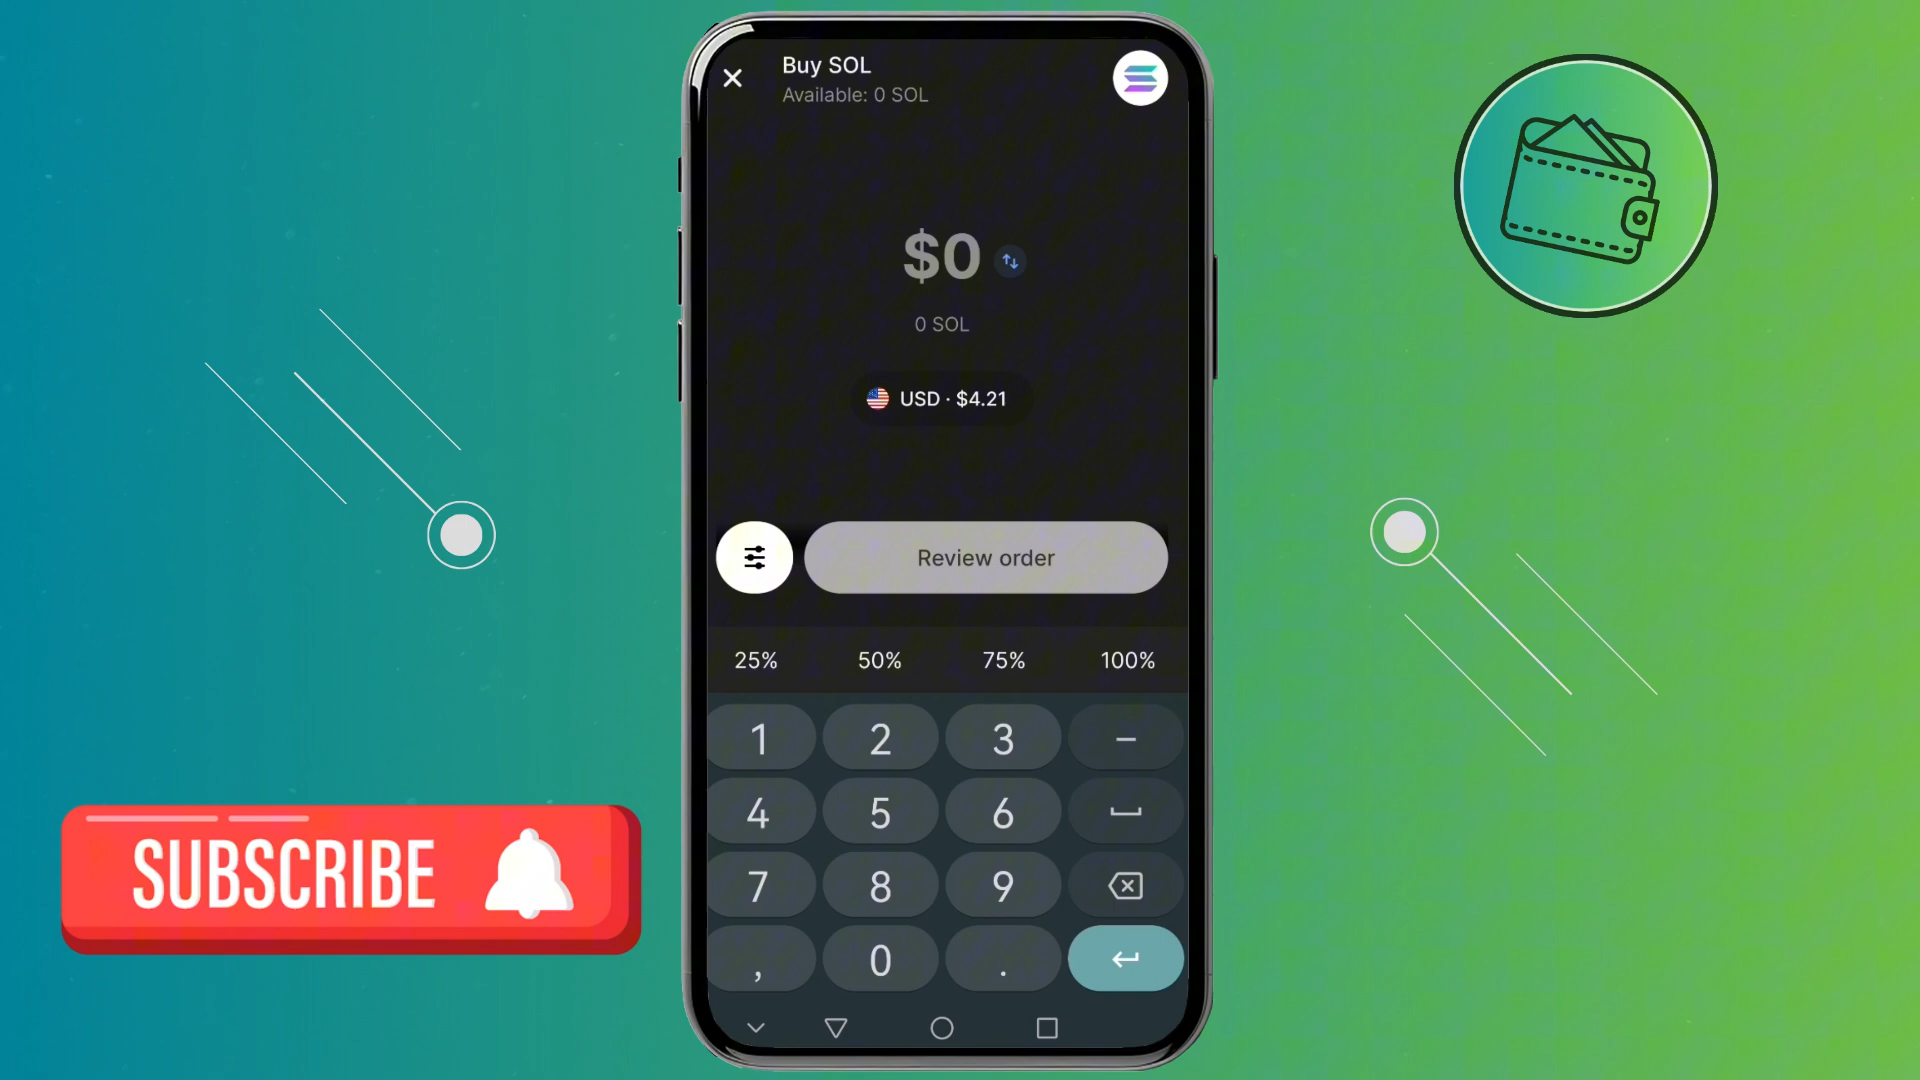 Buy SOL
Available: 0 SOL
$0
0 SOL
USD · $4.21
Review order
25% 50% 75% 100%
1 2 3 –
4 5 6
7 8 9
, 0 .
SUBSCRIBE